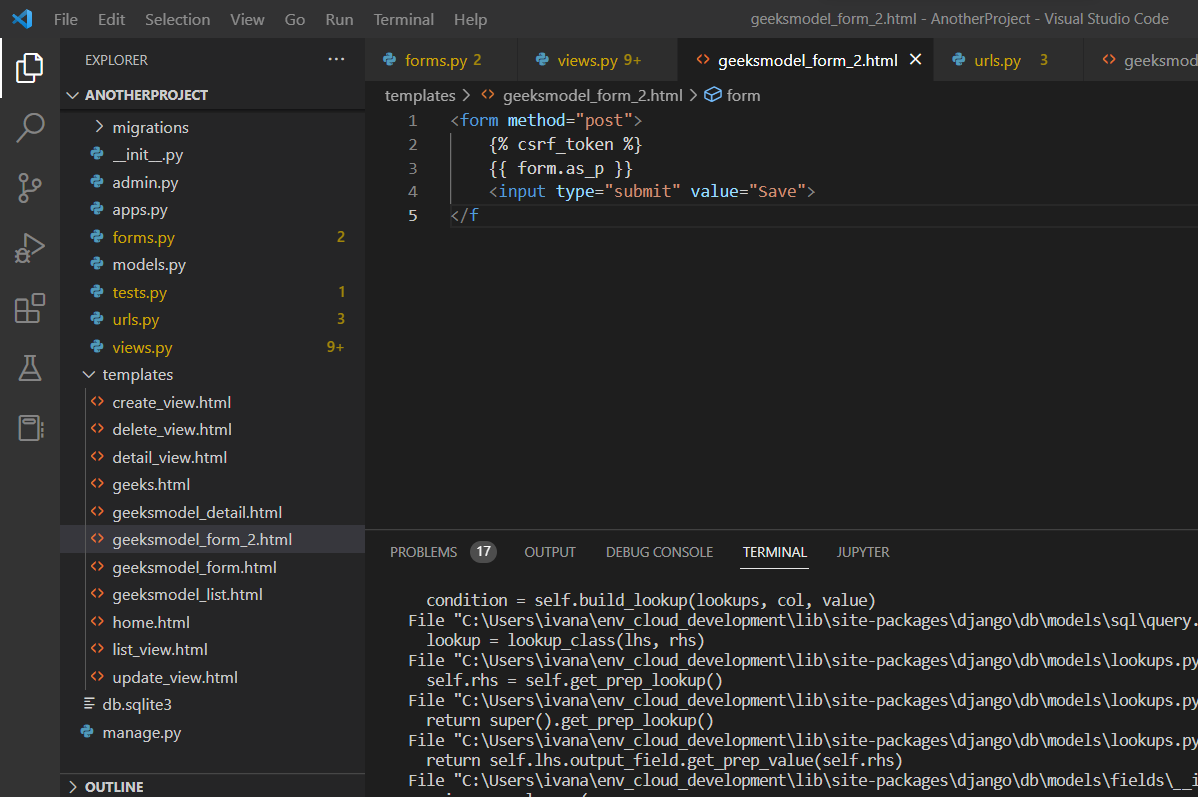 File Edit Selection View Go Run Terminal Help
geeksmodel_form_2.html - AnotherProject - Visual Studio Code
EXPLORER
ANOTHERPROJECT
migrations
__init__.py
admin.py
apps.py
forms.py 2
models.py
tests.py 1
urls.py 3
views.py 9+
templates
create_view.html
delete_view.html
detail_view.html
geeks.html
geeksmodel_detail.html
geeksmodel_form_2.html
geeksmodel_form.html
geeksmodel_list.html
home.html
list_view.html
update_view.html
db.sqlite3
manage.py
OUTLINE
forms.py 2 views.py 9+ geeksmodel_form_2.html urls.py 3 geeksmod
templates > geeksmodel_form_2.html > form
1 <form method="post">
2 {% csrf_token %}
3 {{ form.as_p }}
4 <input type="submit" value="Save">
5 </f
PROBLEMS 17 OUTPUT DEBUG CONSOLE TERMINAL JUPYTER
condition = self.build_lookup(lookups, col, value)
File "C:\Users\ivana\env_cloud_development\lib\site-packages\django\db\models\sql\query.
lookup = lookup_class(lhs, rhs)
File "C:\Users\ivana\env_cloud_development\lib\site-packages\django\db\models\lookups.py
self.rhs = self.get_prep_lookup()
File "C:\Users\ivana\env_cloud_development\lib\site-packages\django\db\models\lookups.py
return super().get_prep_lookup()
File "C:\Users\ivana\env_cloud_development\lib\site-packages\django\db\models\lookups.py
return self.lhs.output_field.get_prep_value(self.rhs)
File "C:\Users\ivana\env_cloud_development\lib\site-packages\django\db\models\fields\__i